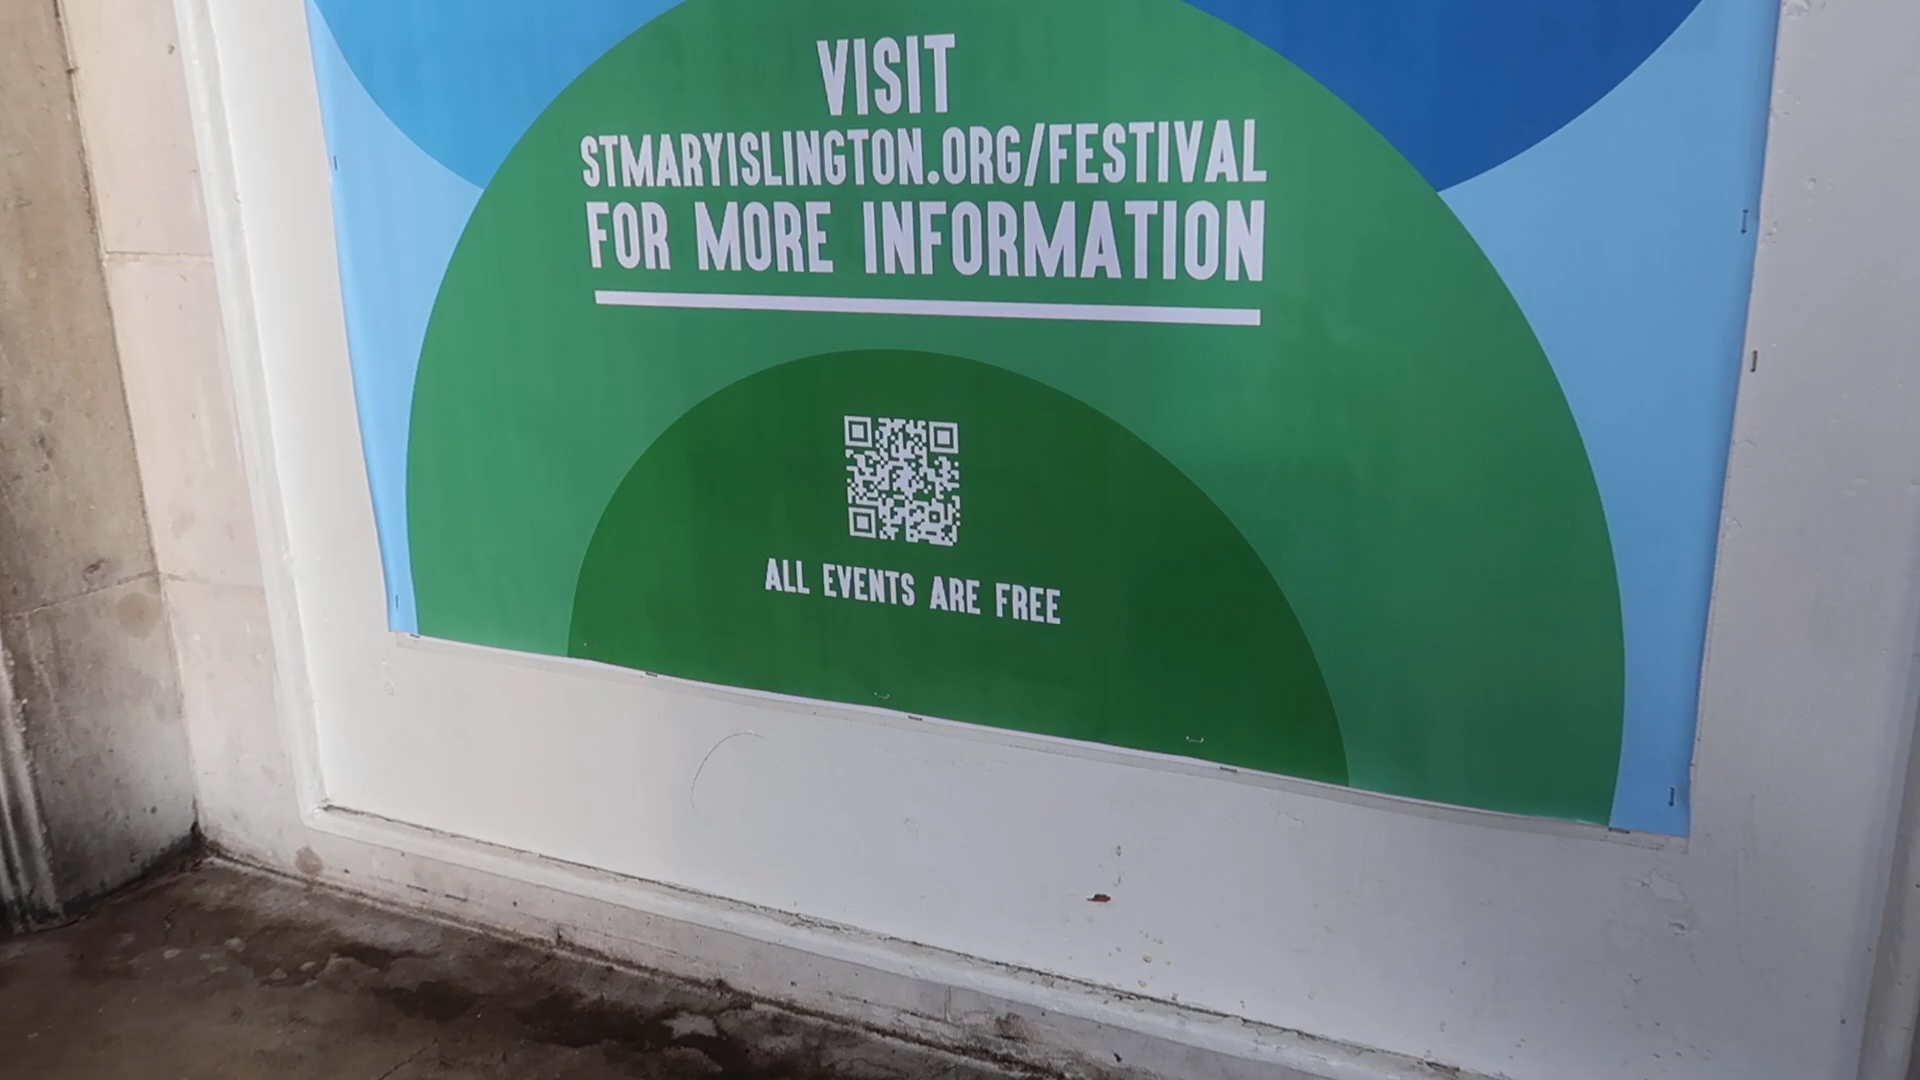 VISIT
STMARYISLINGTON.ORG/FESTIVAL
FOR MORE INFORMATION
ALL EVENTS ARE FREE